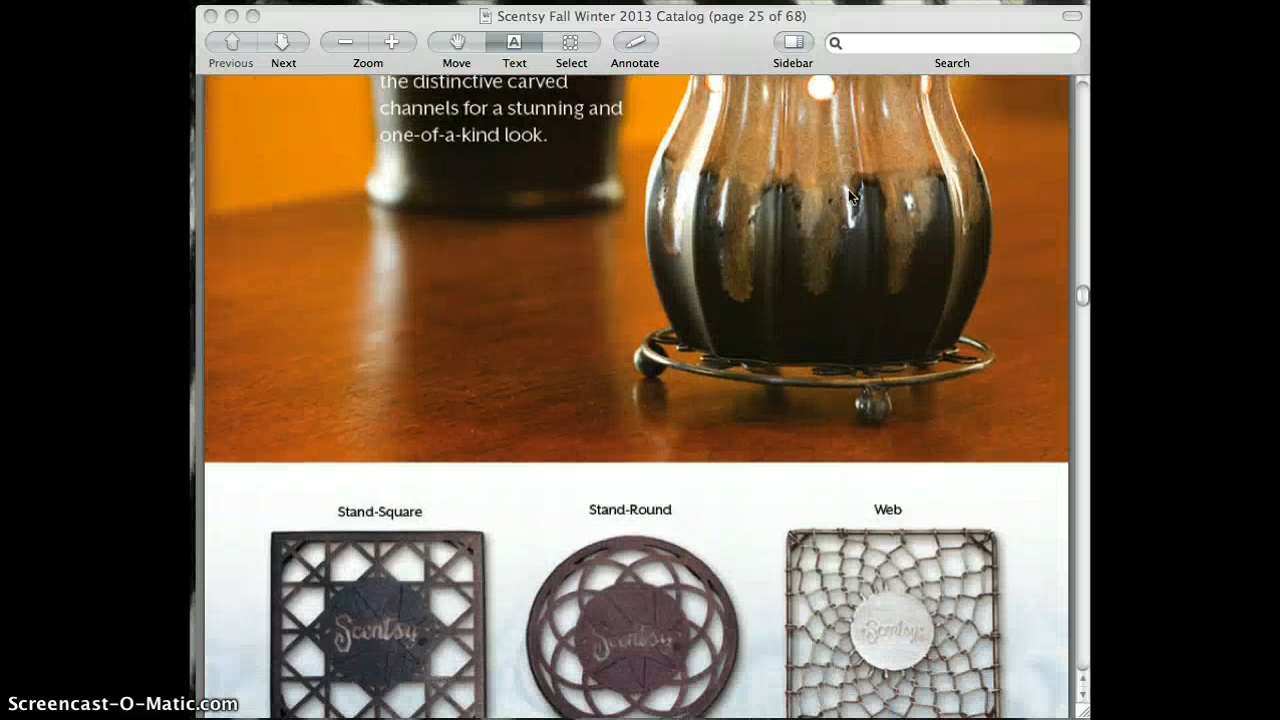 Scentsy Fall Winter 2013 Catalog (page 25 of 68)
Previous Next Zoom Move Text Select Annotate Sidebar Search
the distinctive carved
channels for a stunning and
one-of-a-kind look.
Stand-Square Stand-Round Web
Scentsy Scentsy Scentsy
Screencast-O-Matic.com